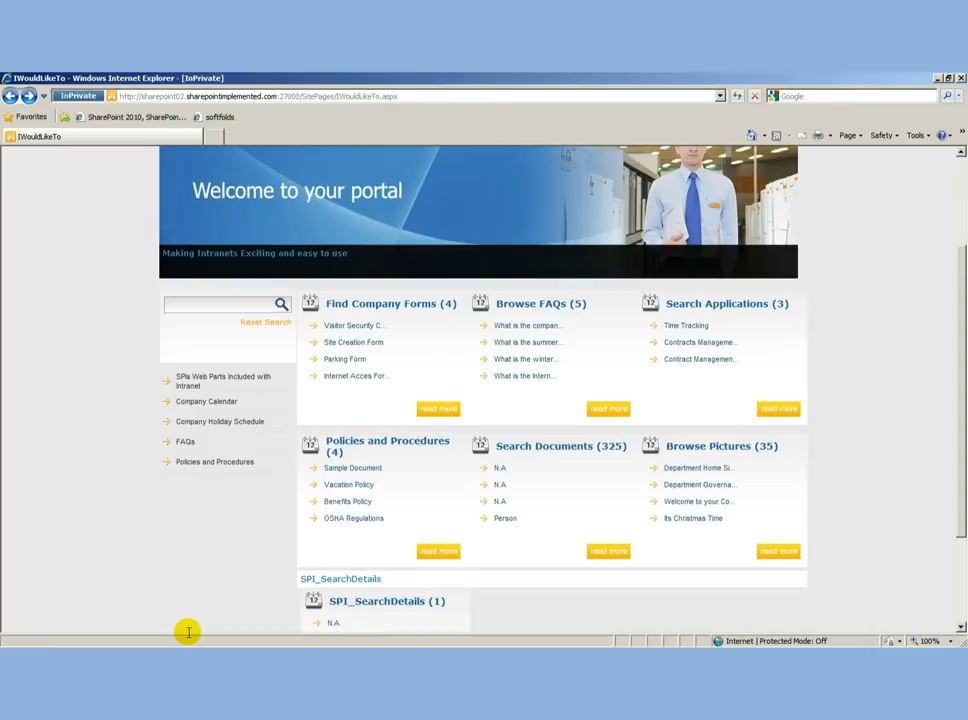 IWouldLikeTo - Windows Internet Explorer - [InPrivate]
InPrivate http://sharepoint02.sharepointimplemented.com:27000/SitePages/IWouldLikeTo.aspx Google
Favorites SharePoint 2010, SharePoin... softfolds
IWouldLikeTo Page Safety Tools
Welcome to your portal
Making Intranets Exciting and easy to use
Reset Search
SPIs Web Parts Included with
Intranet
Company Calendar
Company Holiday Schedule
FAQs
Policies and Procedures
12 Find Company Forms (4)
Visitor Security C...
Site Creation Form
Parking Form
Internet Acces For...
read more
12 Browse FAQs (5)
What is the compan...
What is the summer...
What is the winter...
What is the Intern...
read more
12 Search Applications (3)
Time Tracking
Contracts Manageme...
Contract Managemen...
read more
12 Policies and Procedures
(4)
Sample Document
Vacation Policy
Benefits Policy
OSHA Regulations
read more
12 Search Documents (325)
N.A
N.A
N.A
Person
read more
12 Browse Pictures (35)
Department Home Si...
Department Governa...
Welcome to your Co...
Its Christmas Time
read more
SPI_SearchDetails
12 SPI_SearchDetails (1)
N.A
Internet | Protected Mode: Off 100%